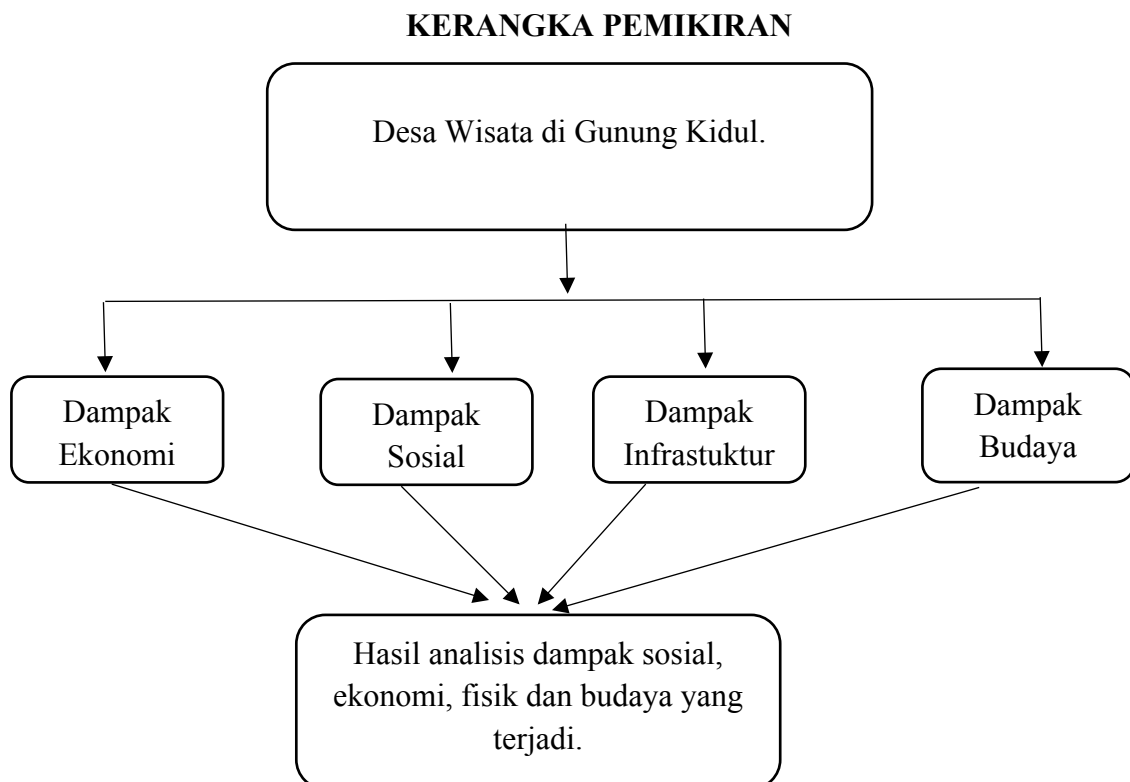 KERANGKA PEMIKIRAN
Desa Wisata di Gunung Kidul.
Dampak
Ekonomi
Dampak
Sosial
Dampak
Infrastuktur
Dampak
Budaya
Hasil analisis dampak sosial,
ekonomi, fisik dan budaya yang
terjadi.